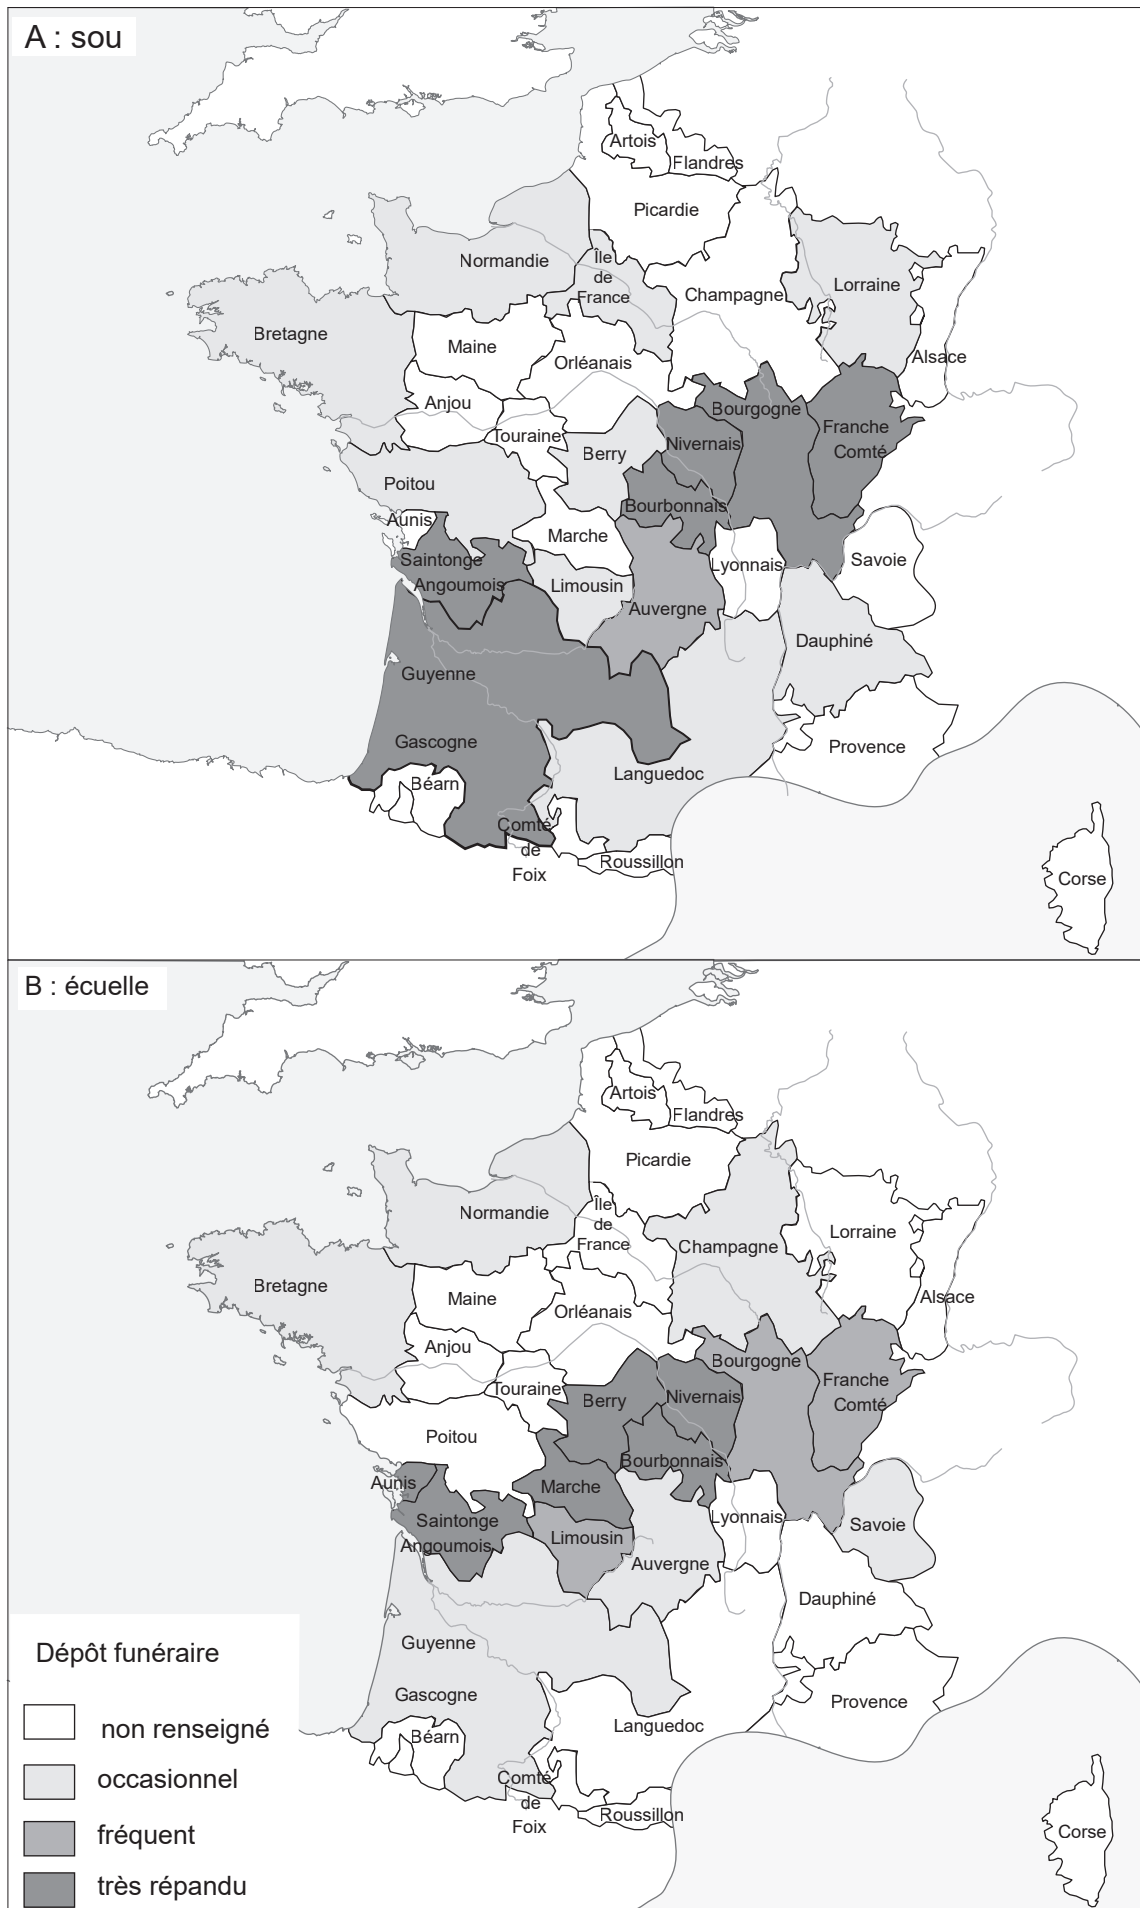 A : sou
Artois
Flandres
Picardie
Normandie
Île
de
France
Champagne
Lorraine
Alsace
Bretagne
Maine
Orléanais
Anjou
Touraine
Berry
Nivernais
Bourgogne
Franche
Comté
Poitou
Bourbonnais
Aunis
Marche
Saintonge
Angoumois
Limousin
Lyonnais
Savoie
Auvergne
Dauphiné
Guyenne
Gascogne
Provence
Languedoc
Béarn
Comté
de
Foix
Roussillon
Corse
B : écuelle
Artois
Flandres
Picardie
Île
de
France
Normandie
Champagne
Lorraine
Alsace
Bretagne
Maine
Orléanais
Anjou
Touraine
Berry
Nivernais
Bourgogne
Franche
Comté
Poitou
Bourbonnais
Aunis
Marche
Saintonge
Angoumois
Limousin
Lyonnais
Savoie
Auvergne
Dauphiné
Guyenne
Gascogne
Provence
Languedoc
Béarn
Comté
de
Foix
Roussillon
Corse
Dépôt funéraire
non renseigné
occasionnel
fréquent
très répandu